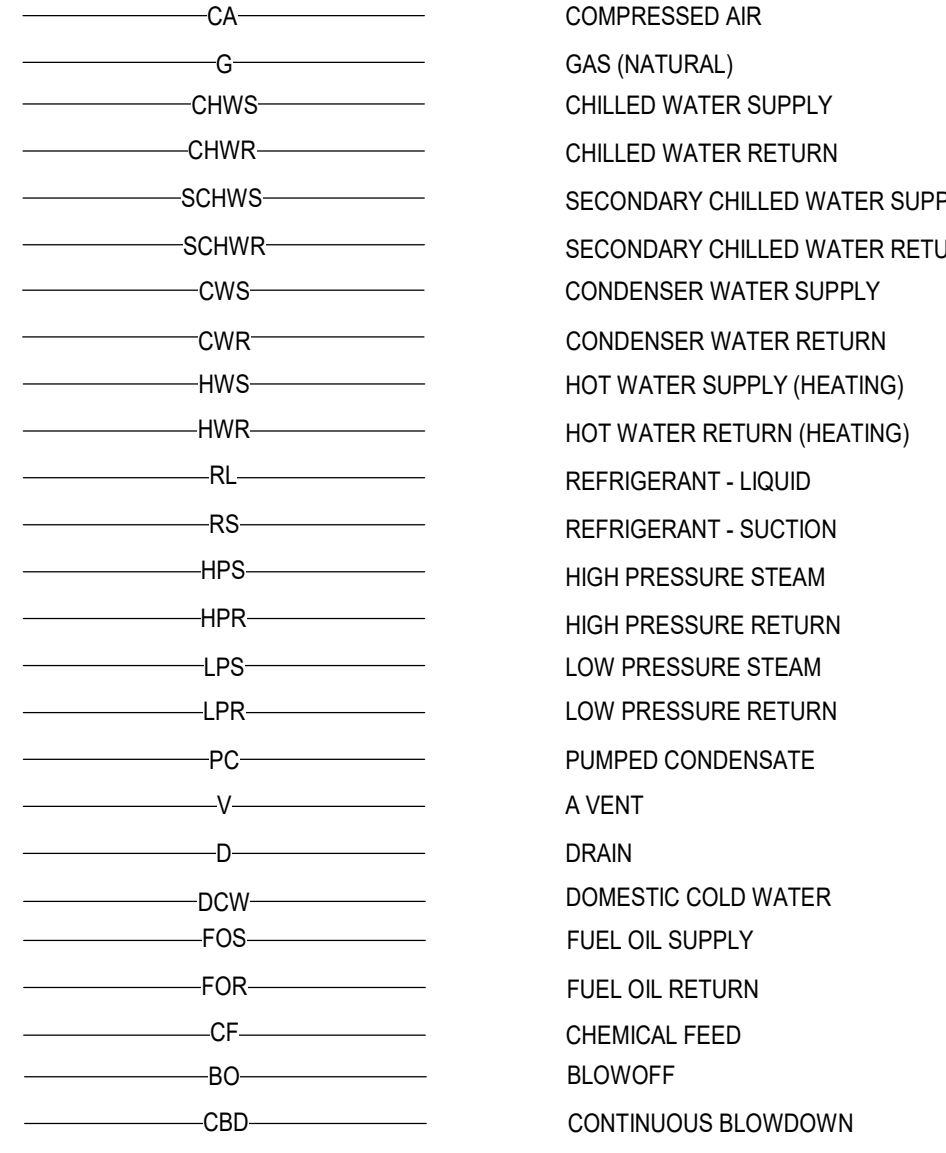 CA COMPRESSED AIR
G GAS (NATURAL)
CHWS CHILLED WATER SUPPLY
CHWR CHILLED WATER RETURN
SCHWS SECONDARY CHILLED WATER SUPP
SCHWR SECONDARY CHILLED WATER RETU
CWS CONDENSER WATER SUPPLY
CWR CONDENSER WATER RETURN
HWS HOT WATER SUPPLY (HEATING)
HWR HOT WATER RETURN (HEATING)
RL REFRIGERANT - LIQUID
RS REFRIGERANT - SUCTION
HPS HIGH PRESSURE STEAM
HPR HIGH PRESSURE RETURN
LPS LOW PRESSURE STEAM
LPR LOW PRESSURE RETURN
PC PUMPED CONDENSATE
V A VENT
D DRAIN
DCW DOMESTIC COLD WATER
FOS FUEL OIL SUPPLY
FOR FUEL OIL RETURN
CF CHEMICAL FEED
BO BLOWOFF
CBD CONTINUOUS BLOWDOWN